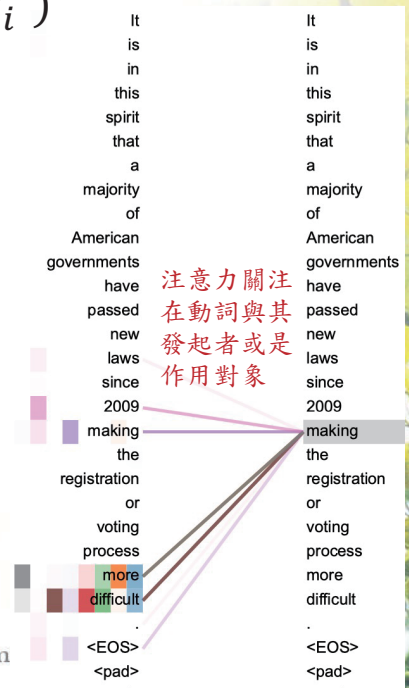 i )
It
is
in
this
spirit
that
a
majority
of
American
governments
have
passed
new
laws
since
2009
making
the
registration
or
voting
process
more
difficult
.
<EOS>
<pad>
注意力關注
在動詞與其
發起者或是
作用對象
It
is
in
this
spirit
that
a
majority
of
American
governments
have
passed
new
laws
since
2009
making
the
registration
or
voting
process
more
difficult
.
<EOS>
<pad>
n